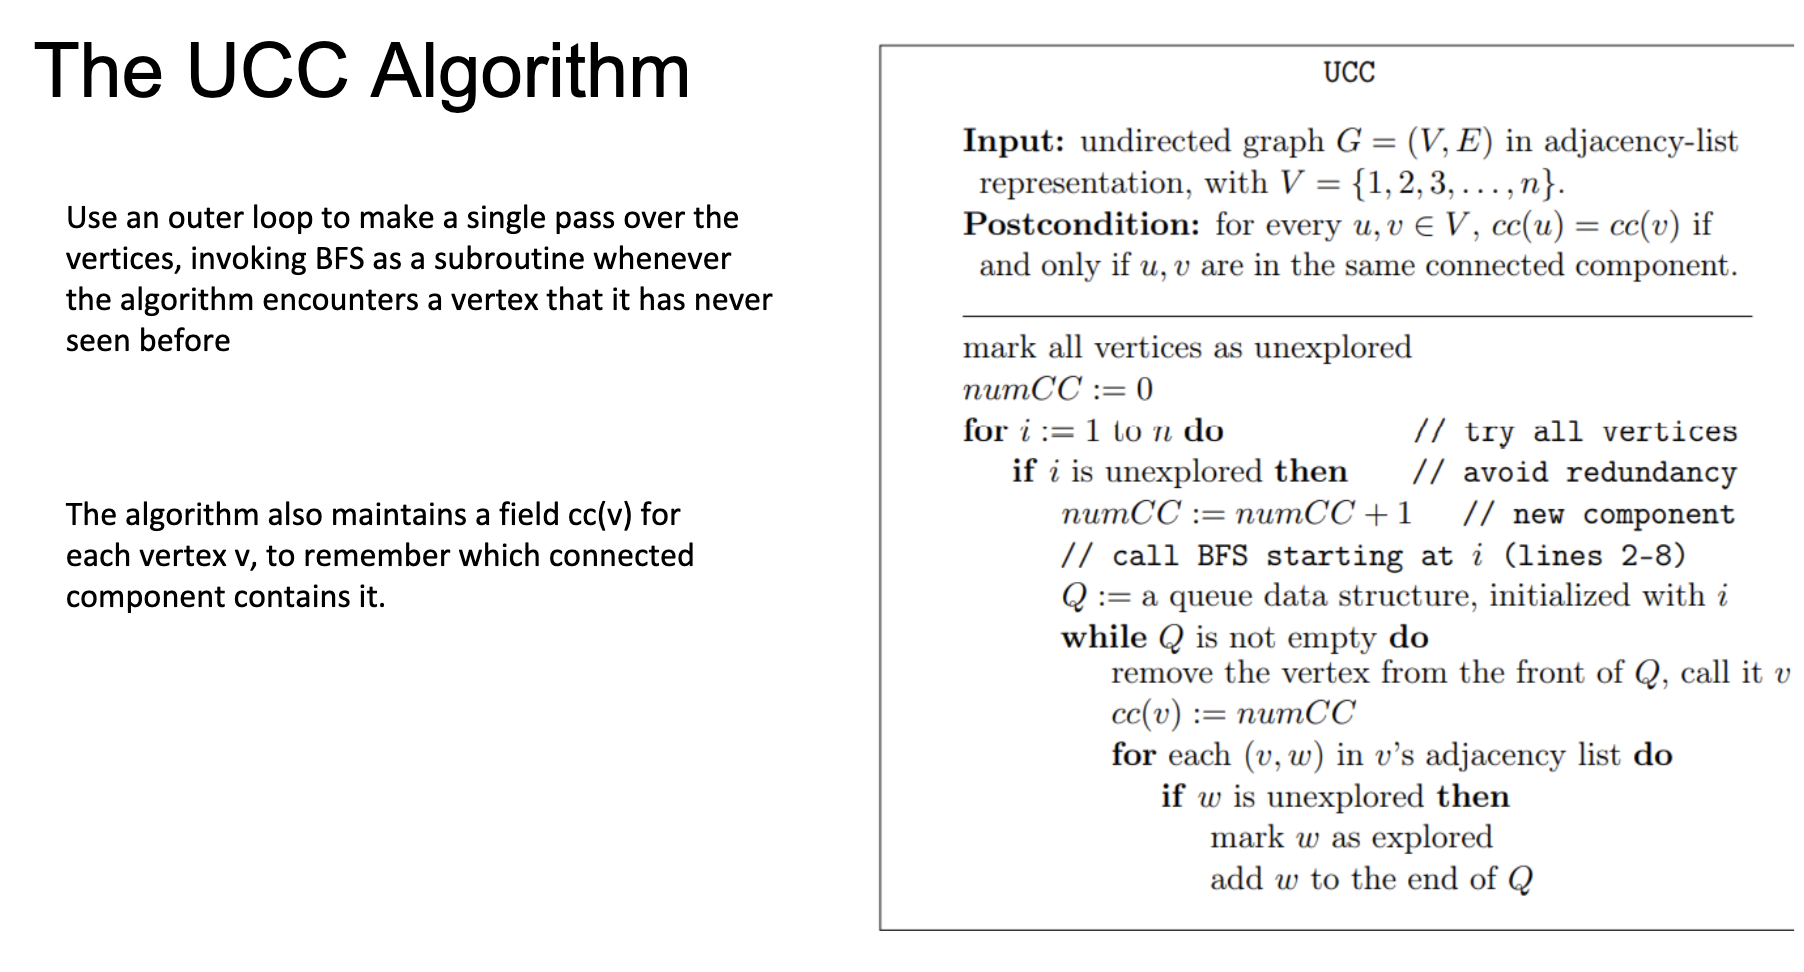 The UCC Algorithm
Use an outer loop to make a single pass over the
vertices, invoking BFS as a subroutine whenever
the algorithm encounters a vertex that it has never
seen before
The algorithm also maintains a field cc(v) for
each vertex v, to remember which connected
component contains it.
UCC
Input: undirected graph G = (V, E) in adjacency-list
representation, with V = {1, 2, 3, . . . , n}.
Postcondition: for every u, v ∈ V, cc(u) = cc(v) if
and only if u, v are in the same connected component.
mark all vertices as unexplored
numCC := 0
for i := 1 to n do // try all vertices
if i is unexplored then // avoid redundancy
numCC := numCC + 1 // new component
// call BFS starting at i (lines 2-8)
Q := a queue data structure, initialized with i
while Q is not empty do
remove the vertex from the front of Q, call it v
cc(v) := numCC
for each (v, w) in v's adjacency list do
if w is unexplored then
mark w as explored
add w to the end of Q